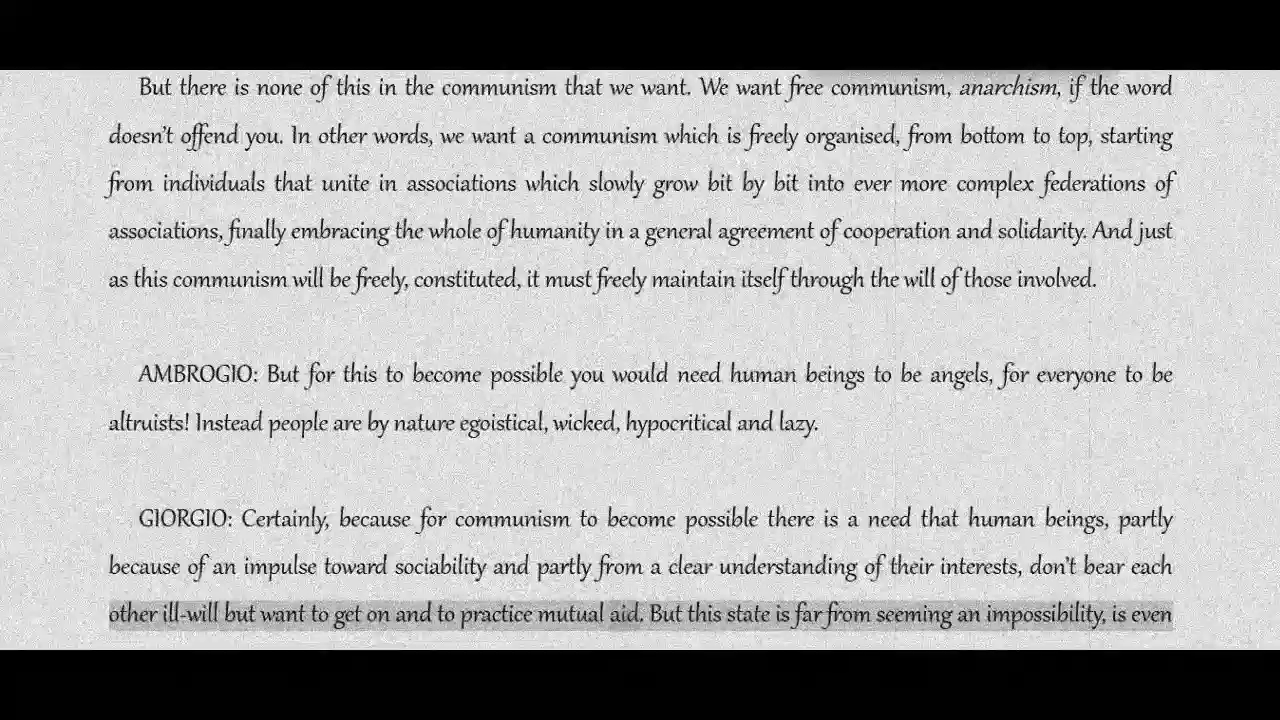 But there is none of this in the communism that we want. We want free communism, anarchism, if the word
doesn't offend you. In other words, we want a communism which is freely organised, from bottom to top, starting
from individuals that unite in associations which slowly grow bit by bit into ever more complex federations of
associations, finally embracing the whole of humanity in a general agreement of cooperation and solidarity. And just
as this communism will be freely, constituted, it must freely maintain itself through the will of those involved.
AMBROGIO: But for this to become possible you would need human beings to be angels, for everyone to be
altruists! Instead people are by nature egoistical, wicked, hypocritical and lazy.
GIORGIO: Certainly, because for communism to become possible there is a need that human beings, partly
because of an impulse toward sociability and partly from a clear understanding of their interests, don't bear each
other ill-will but want to get on and to practice mutual aid. But this state is far from seeming an impossibility, is even